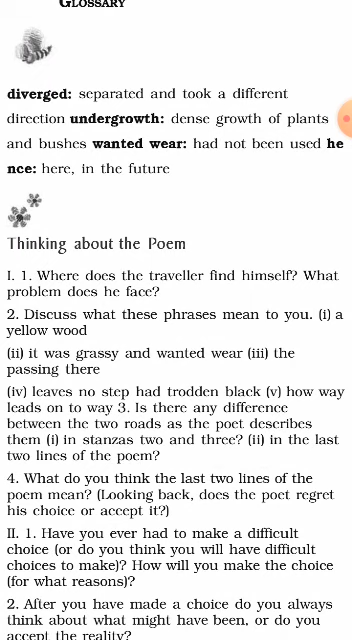 GLOSSARY
diverged: separated and took a different
direction undergrowth: dense growth of plants
and bushes wanted wear: had not been used he
nce: here, in the future
Thinking about the Poem
I. 1. Where does the traveller find himself? What
problem does he face?
2. Discuss what these phrases mean to you. (i) a
yellow wood
(ii) it was grassy and wanted wear (iii) the
passing there
(iv) leaves no step had trodden black (v) how way
leads on to way 3. Is there any difference
between the two roads as the poet describes
them (i) in stanzas two and three? (ii) in the last
two lines of the poem?
4. What do you think the last two lines of the
poem mean? (Looking back, does the poet regret
his choice or accept it?)
II. 1. Have you ever had to make a difficult
choice (or do you think you will have difficult
choices to make)? How will you make the choice
(for what reasons)?
2. After you have made a choice do you always
think about what might have been, or do you
accept the reality?